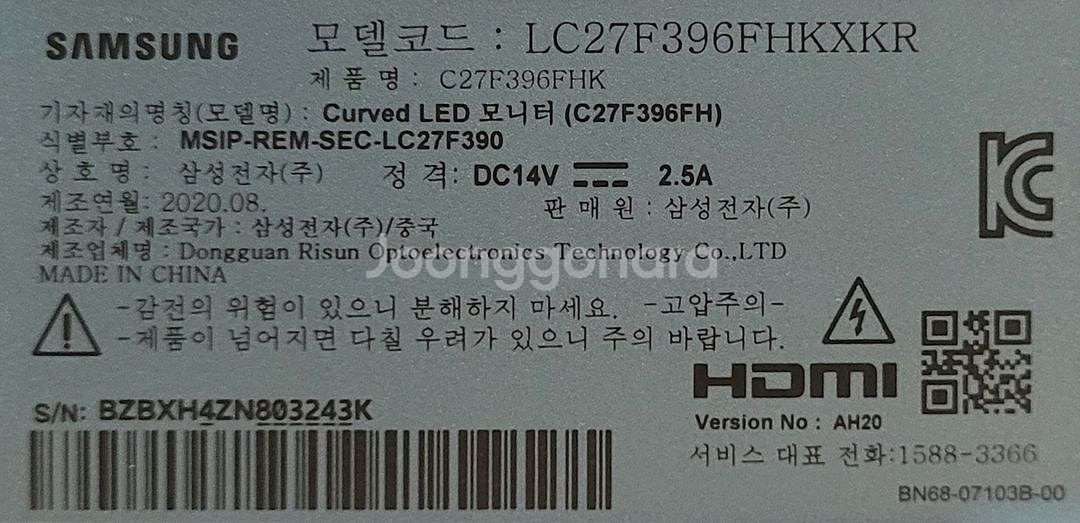 SAMSUNG
모델코드 : LC27F396FHKXKR
제 품 명 : C27F396FHK
기자재의명칭(모델명) : Curved LED 모니터 (C27F396FH)
식별부호 : MSIP-REM-SEC-LC27F390
상 호 명 : 삼성전자(주) 정 격: DC14V 2.5A
제조연월: 2020.08. 판 매 원 : 삼성전자(주)
제조자 / 제조국가 : 삼성전자(주)/중국
제조업체명 : Dongguan Risun Optoelectronics Technology Co.,LTD
Joonggonara
MADE IN CHINA
-감전의 위험이 있으니 분해하지 마세요. -고압주의-
-제품이 넘어지면 다칠 우려가 있으니 주의 바랍니다.
HDMI
S/N: BZBXH4ZN803243K
Version No : AH20
서비스 대표 전화:1588-3366
BN68-07103B-00